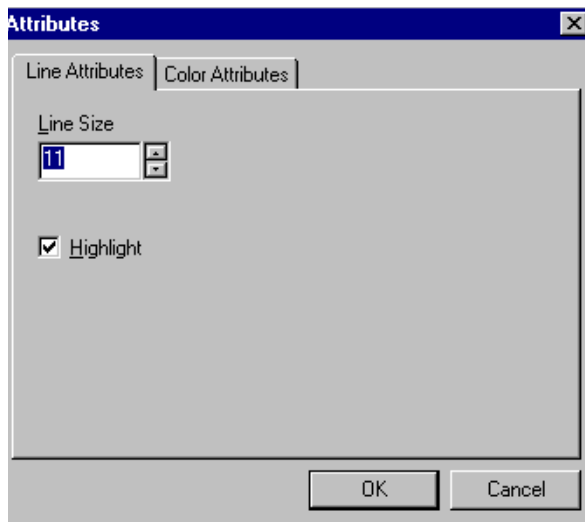 Attributes
Line Attributes Color Attributes
Line Size
11
Highlight
OK Cancel